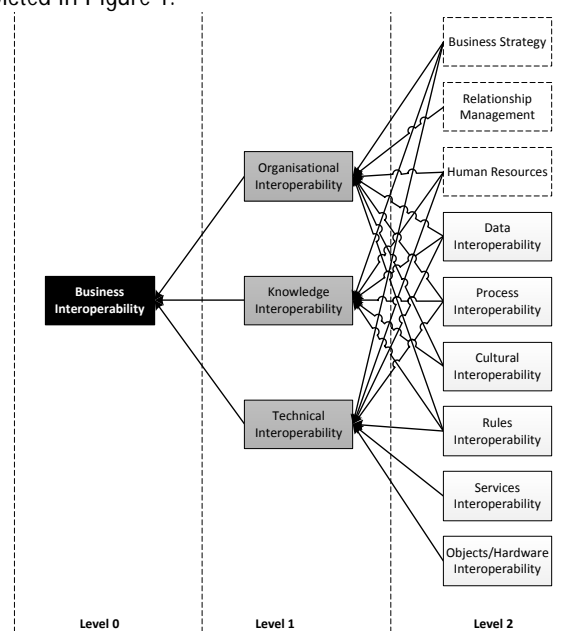 in Figure 1.
Business Strategy
Relationship
Management
Organisational
Interoperability
Human Resources
Data
Interoperability
Business
Interoperability
Knowledge
Interoperability
Process
Interoperability
Cultural
Interoperability
Technical
Interoperability
Rules
Interoperability
Services
Interoperability
Objects/Hardware
Interoperability
Level 0
Level 1
Level 2